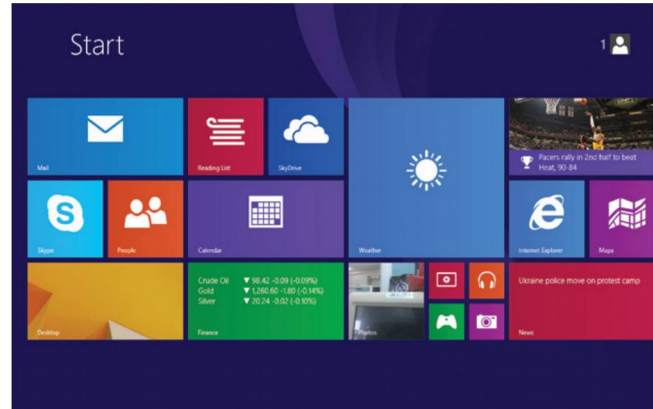 Start
1
Mail
Reading List
SkyDrive
Pacers rally in 2nd half to beat
Heat, 90-84
Skype
People
Calendar
Weather
Internet Explorer
Maps
Desktop
Crude Oil ▼ 98.42 -0.09 (-0.09%)
Gold ▼ 1,260.60 -1.80 (-0.14%)
Silver ▼ 20.24 -0.02 (-0.10%)
Finance
Photos
Ukraine police move on protest camp
News